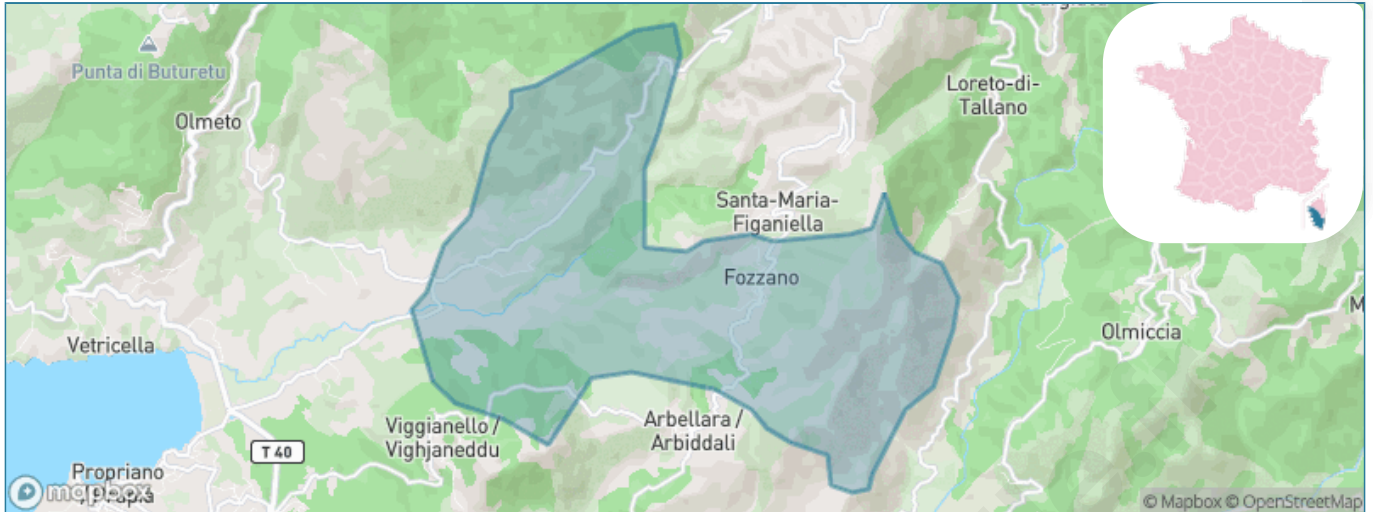 Punta di Buturetu
Olmeto
Loreto-di-
Tallano
Santa-Maria-
Figaniella
Fozzano
Vetricella
Olmiccia
Viggianello /
Vighjaneddu
Arbellara /
Arbiddali
T 40
Propriano
mapbox
© Mapbox © OpenStreetMap